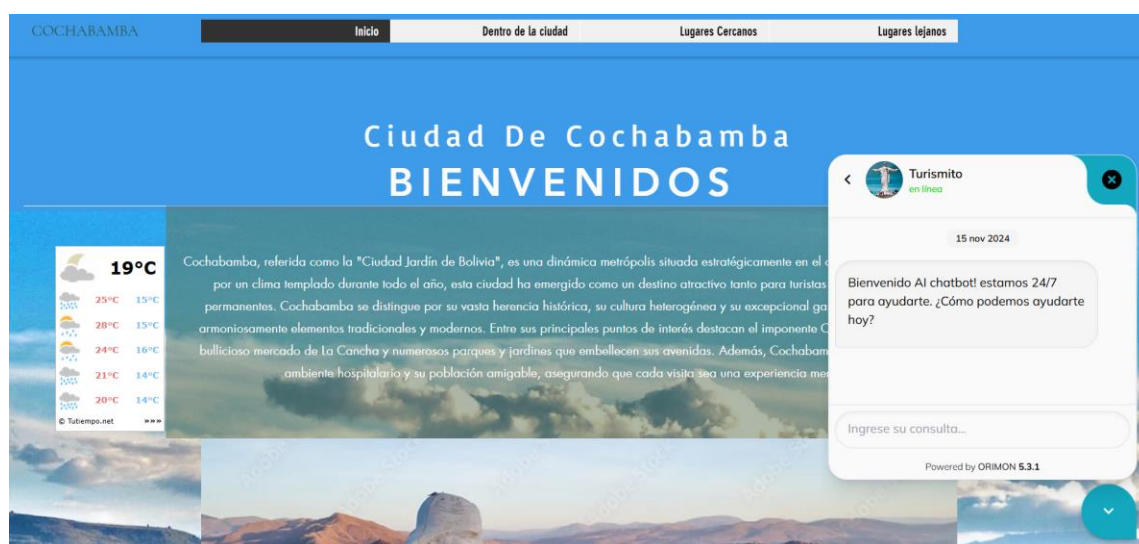 COCHABAMBA
Inicio
Dentro de la ciudad
Lugares Cercanos
Lugares lejanos
Ciudad De Cochabamba
BIENVENIDOS
19°C
25°C 15°C
28°C 15°C
24°C 16°C
21°C 14°C
20°C 14°C
© Tutiempo.net »»»
Cochabamba, referida como la "Ciudad Jardín de Bolivia", es una dinámica metrópolis situada estratégicamente en el
por un clima templado durante todo el año, esta ciudad ha emergido como un destino atractivo tanto para turistas
permanentes. Cochabamba se distingue por su vasta herencia histórica, su cultura heterogénea y su excepcional
armoniosamente elementos tradicionales y modernos. Entre sus principales puntos de interés destacan el imponente
bullicioso mercado de La Cancha y numerosos parques y jardines que embellecen sus avenidas. Además,
ambiente hospitalario y su población amigable, asegurando que cada visita sea una experiencia
Turismito
en línea
15 nov 2024
Bienvenido AI chatbot! estamos 24/7
para ayudarte. ¿Cómo podemos ayudarte
hoy?
Ingrese su consulta...
Powered by ORIMON 5.3.1